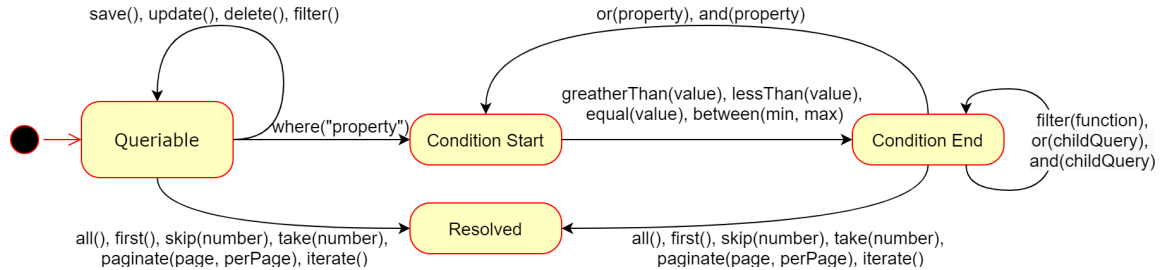 save(), update(), delete(), filter()
or(property), and(property)
greatherThan(value), lessThan(value),
equal(value), between(min, max)
filter(function),
or(childQuery),
and(childQuery)
Queriable
where("property")
Condition Start
Condition End
Resolved
all(), first(), skip(number), take(number),
paginate(page, perPage), iterate()
all(), first(), skip(number), take(number),
paginate(page, perPage), iterate()